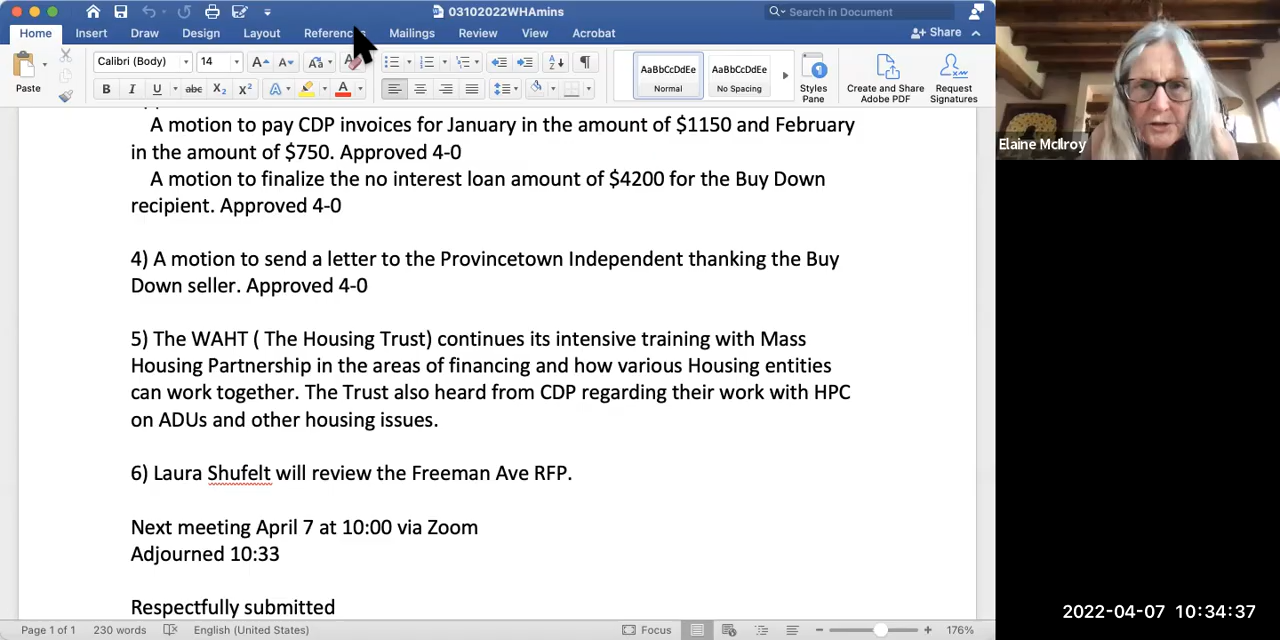 03102022WHAmins
Search in Document
Home Insert Draw Design Layout References Mailings Review View Acrobat Share
Paste Calibri (Body) 14 AaBbCcDdEe Normal AaBbCcDdEe No Spacing Styles Pane Create and Share Adobe PDF Request Signatures
A motion to pay CDP invoices for January in the amount of $1150 and February
in the amount of $750. Approved 4-0
A motion to finalize the no interest loan amount of $4200 for the Buy Down
recipient. Approved 4-0
4) A motion to send a letter to the Provincetown Independent thanking the Buy
Down seller. Approved 4-0
5) The WAHT ( The Housing Trust) continues its intensive training with Mass
Housing Partnership in the areas of financing and how various Housing entities
can work together. The Trust also heard from CDP regarding their work with HPC
on ADUs and other housing issues.
6) Laura Shufelt will review the Freeman Ave RFP.
Next meeting April 7 at 10:00 via Zoom
Adjourned 10:33
Respectfully submitted
Page 1 of 1 230 words English (United States) Focus 176%
Elaine McIlroy
2022-04-07 10:34:37